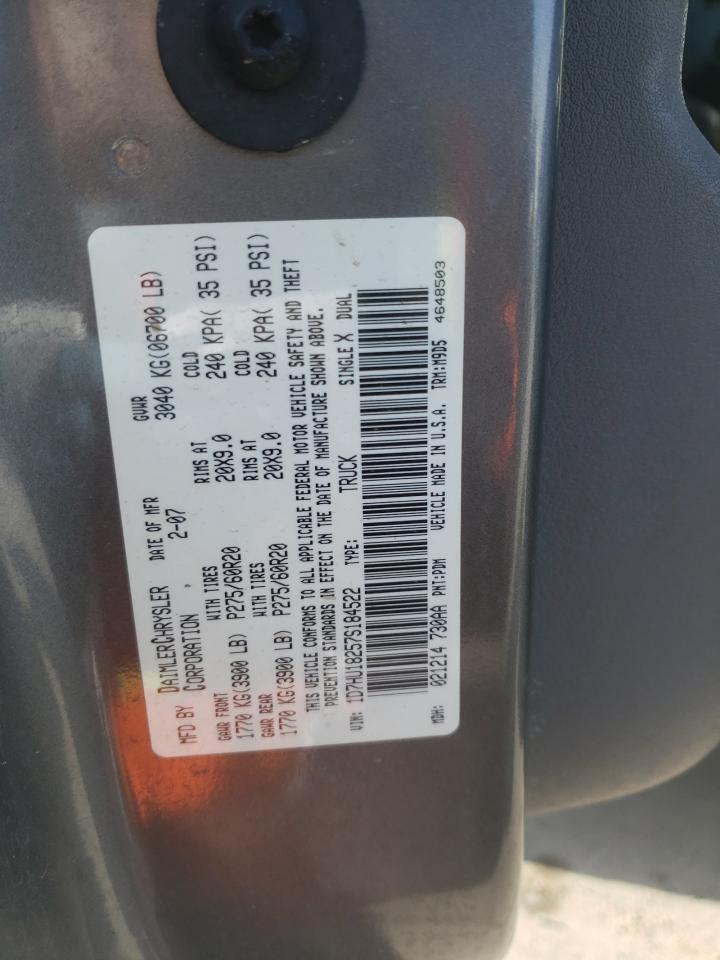 MFD BY DAIMLERCHRYSLER CORPORATION DATE OF MFR 2-07 GVWR 3040 KG(06700 LB)
GAWR FRONT WITH TIRES RIMS AT COLD
1770 KG(3900 LB) P275/60R20 20X9.0 240 KPA( 35 PSI)
GAWR REAR WITH TIRES RIMS AT COLD
1770 KG(3900 LB) P275/60R20 20X9.0 240 KPA( 35 PSI)
THIS VEHICLE CONFORMS TO ALL APPLICABLE FEDERAL MOTOR VEHICLE SAFETY AND THEFT
PREVENTION STANDARDS IN EFFECT ON THE DATE OF MANUFACTURE SHOWN ABOVE.
VIN: 1D7HU18257S184522 TYPE: TRUCK SINGLE X DUAL
MDH: 021214 730AA PNT:PDM VEHICLE MADE IN U.S.A. TRM:M9D5 4648503